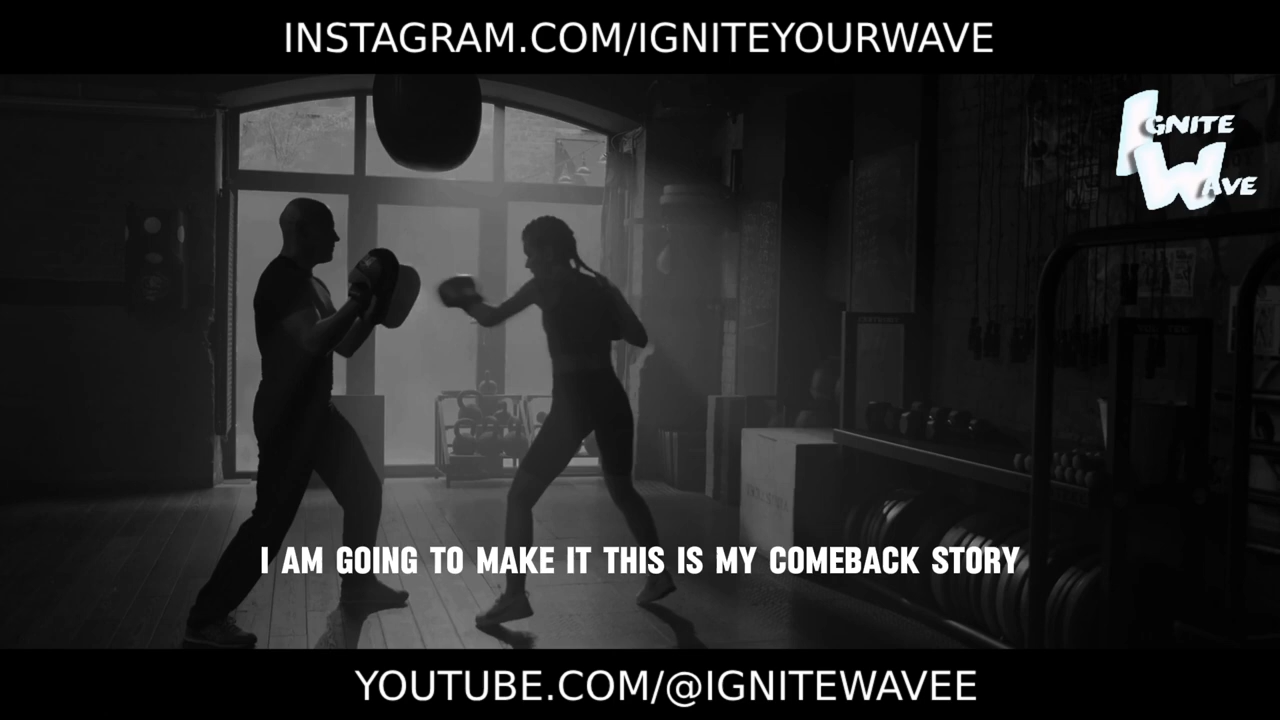 INSTAGRAM.COM/IGNITEYOURWAVE
IGNITE
WAVE
I AM GOING TO MAKE IT THIS IS MY COMEBACK STORY
YOUTUBE.COM/@IGNITEWAVEE